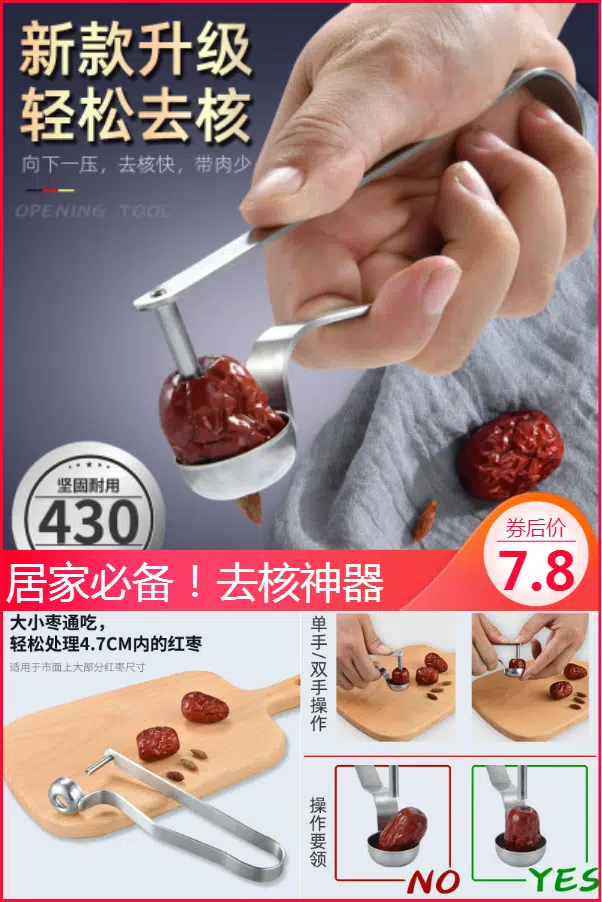 新款升级
轻松去核
向下一压，去核快，带肉少
OPENING TOOL
坚固耐用
430
券后价
7.8
居家必备！去核神器
大小枣通吃，
轻松处理4.7CM内的红枣
适用于市面上大部分红枣尺寸
单手/双手操作
操作要领
NO
YES